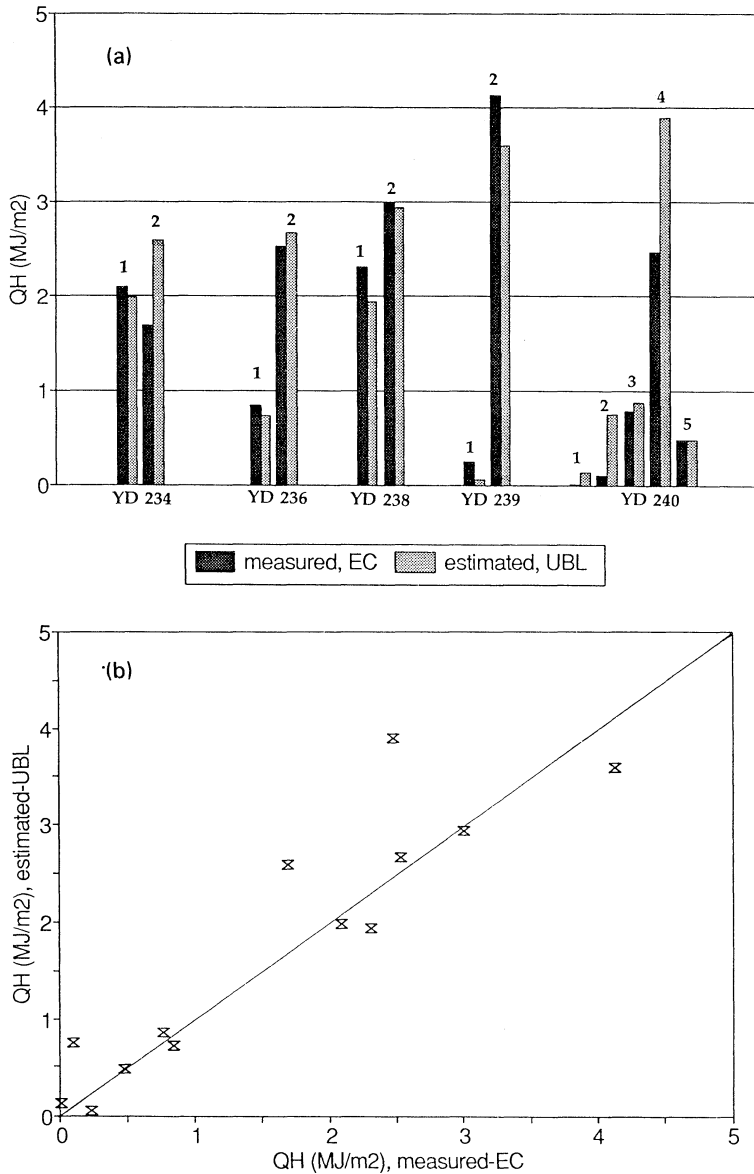 5
(a)
4
3
2
1
0
QH (MJ/m2)
1
2
1
2
1
2
1
2
1
2
3
4
5
YD 234
YD 236
YD 238
YD 239
YD 240
measured, EC
estimated, UBL
5
(b)
4
3
2
1
0
QH (MJ/m2), estimated-UBL
0
1
2
3
4
5
QH (MJ/m2), measured-EC